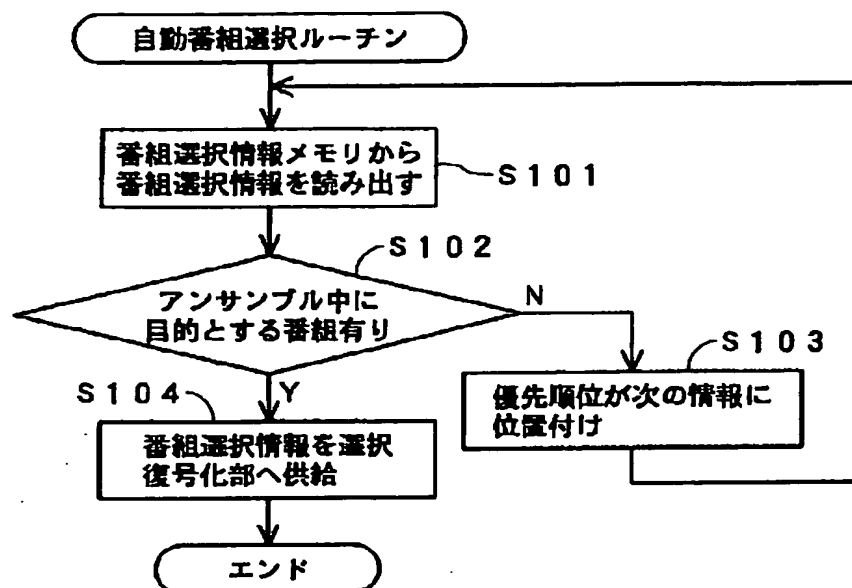 自動番組選択ルーチン
番組選択情報メモリから
番組選択情報を読み出す
S101
S102
アンサンブル中に
目的とする番組有り
N
S103
優先順位が次の情報に
位置付け
Y
S104
番組選択情報を選択
復号化部へ供給
エンド